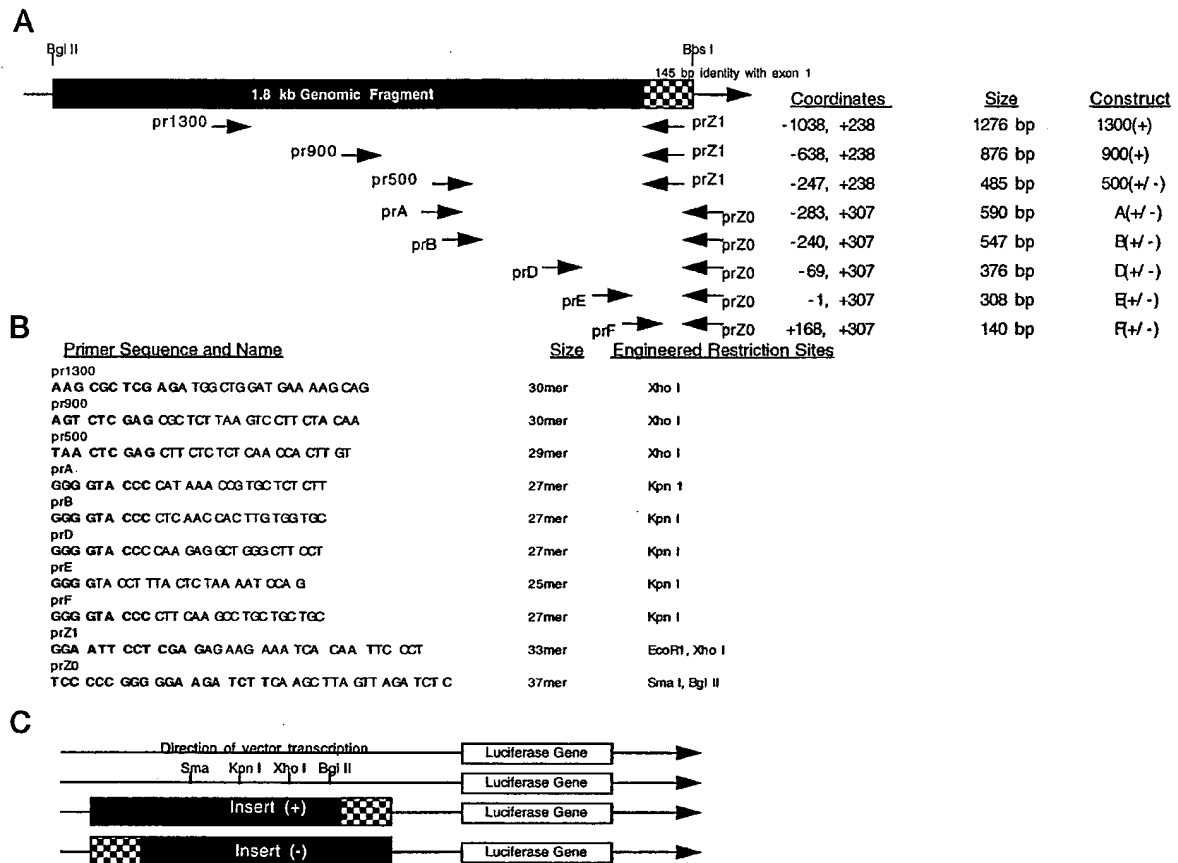 A
Bgl II
Bbs I
145 bp identity with exon 1
1.8 kb Genomic Fragment
Coordinates Size Construct
pr1300 prZ1 -1038, +238 1276 bp 1300(+)
pr900 prZ1 -638, +238 876 bp 900(+)
pr500 prZ1 -247, +238 485 bp 500(+/-)
prA prZ0 -283, +307 590 bp A(+/-)
prB prZ0 -240, +307 547 bp B(+/-)
prD prZ0 -69, +307 376 bp D(+/-)
prE prZ0 -1, +307 308 bp E(+/-)
prF prZ0 +168, +307 140 bp F(+/-)
B
Primer Sequence and Name Size Engineered Restriction Sites
pr1300
AAG CGC TCG AGA TGG CTG GAT GAA AAG CAG 30mer Xho I
pr900
AGT CTC GAG CGC TCT TAA GTC CTT CTA CAA 30mer Xho I
pr500
TAA CTC GAG CTT CTC TCT CAA CCA CTT GT 29mer Xho I
prA
GGG GTA CCC CAT AAA CCG TGC TCT CTT 27mer Kpn 1
prB
GGG GTA CCC CTC AAC CAC TTG TGG TGC 27mer Kpn I
prD
GGG GTA CCC CAA GAG GCT GGG CTT CCT 27mer Kpn I
prE
GGG GTA CCT TTA CTC TAA AAT CCA G 25mer Kpn 1
prF
GGG GTA CCC CTT CAA GCC TGC TGC TGC 27mer Kpn I
prZ1
GGA ATT CCT CGA GAG AAG AAA TCA CAA TTC CCT 33mer EcoR1, Xho I
prZ0
TCC CCC GGG GGA AGA TCT TCA AGC TTA GTT AGA TCT C 37mer Sma I, Bgl II
C
Direction of vector transcription Luciferase Gene
Sma Kpn I Xho I Bgl II Luciferase Gene
Insert (+) Luciferase Gene
Insert (-) Luciferase Gene